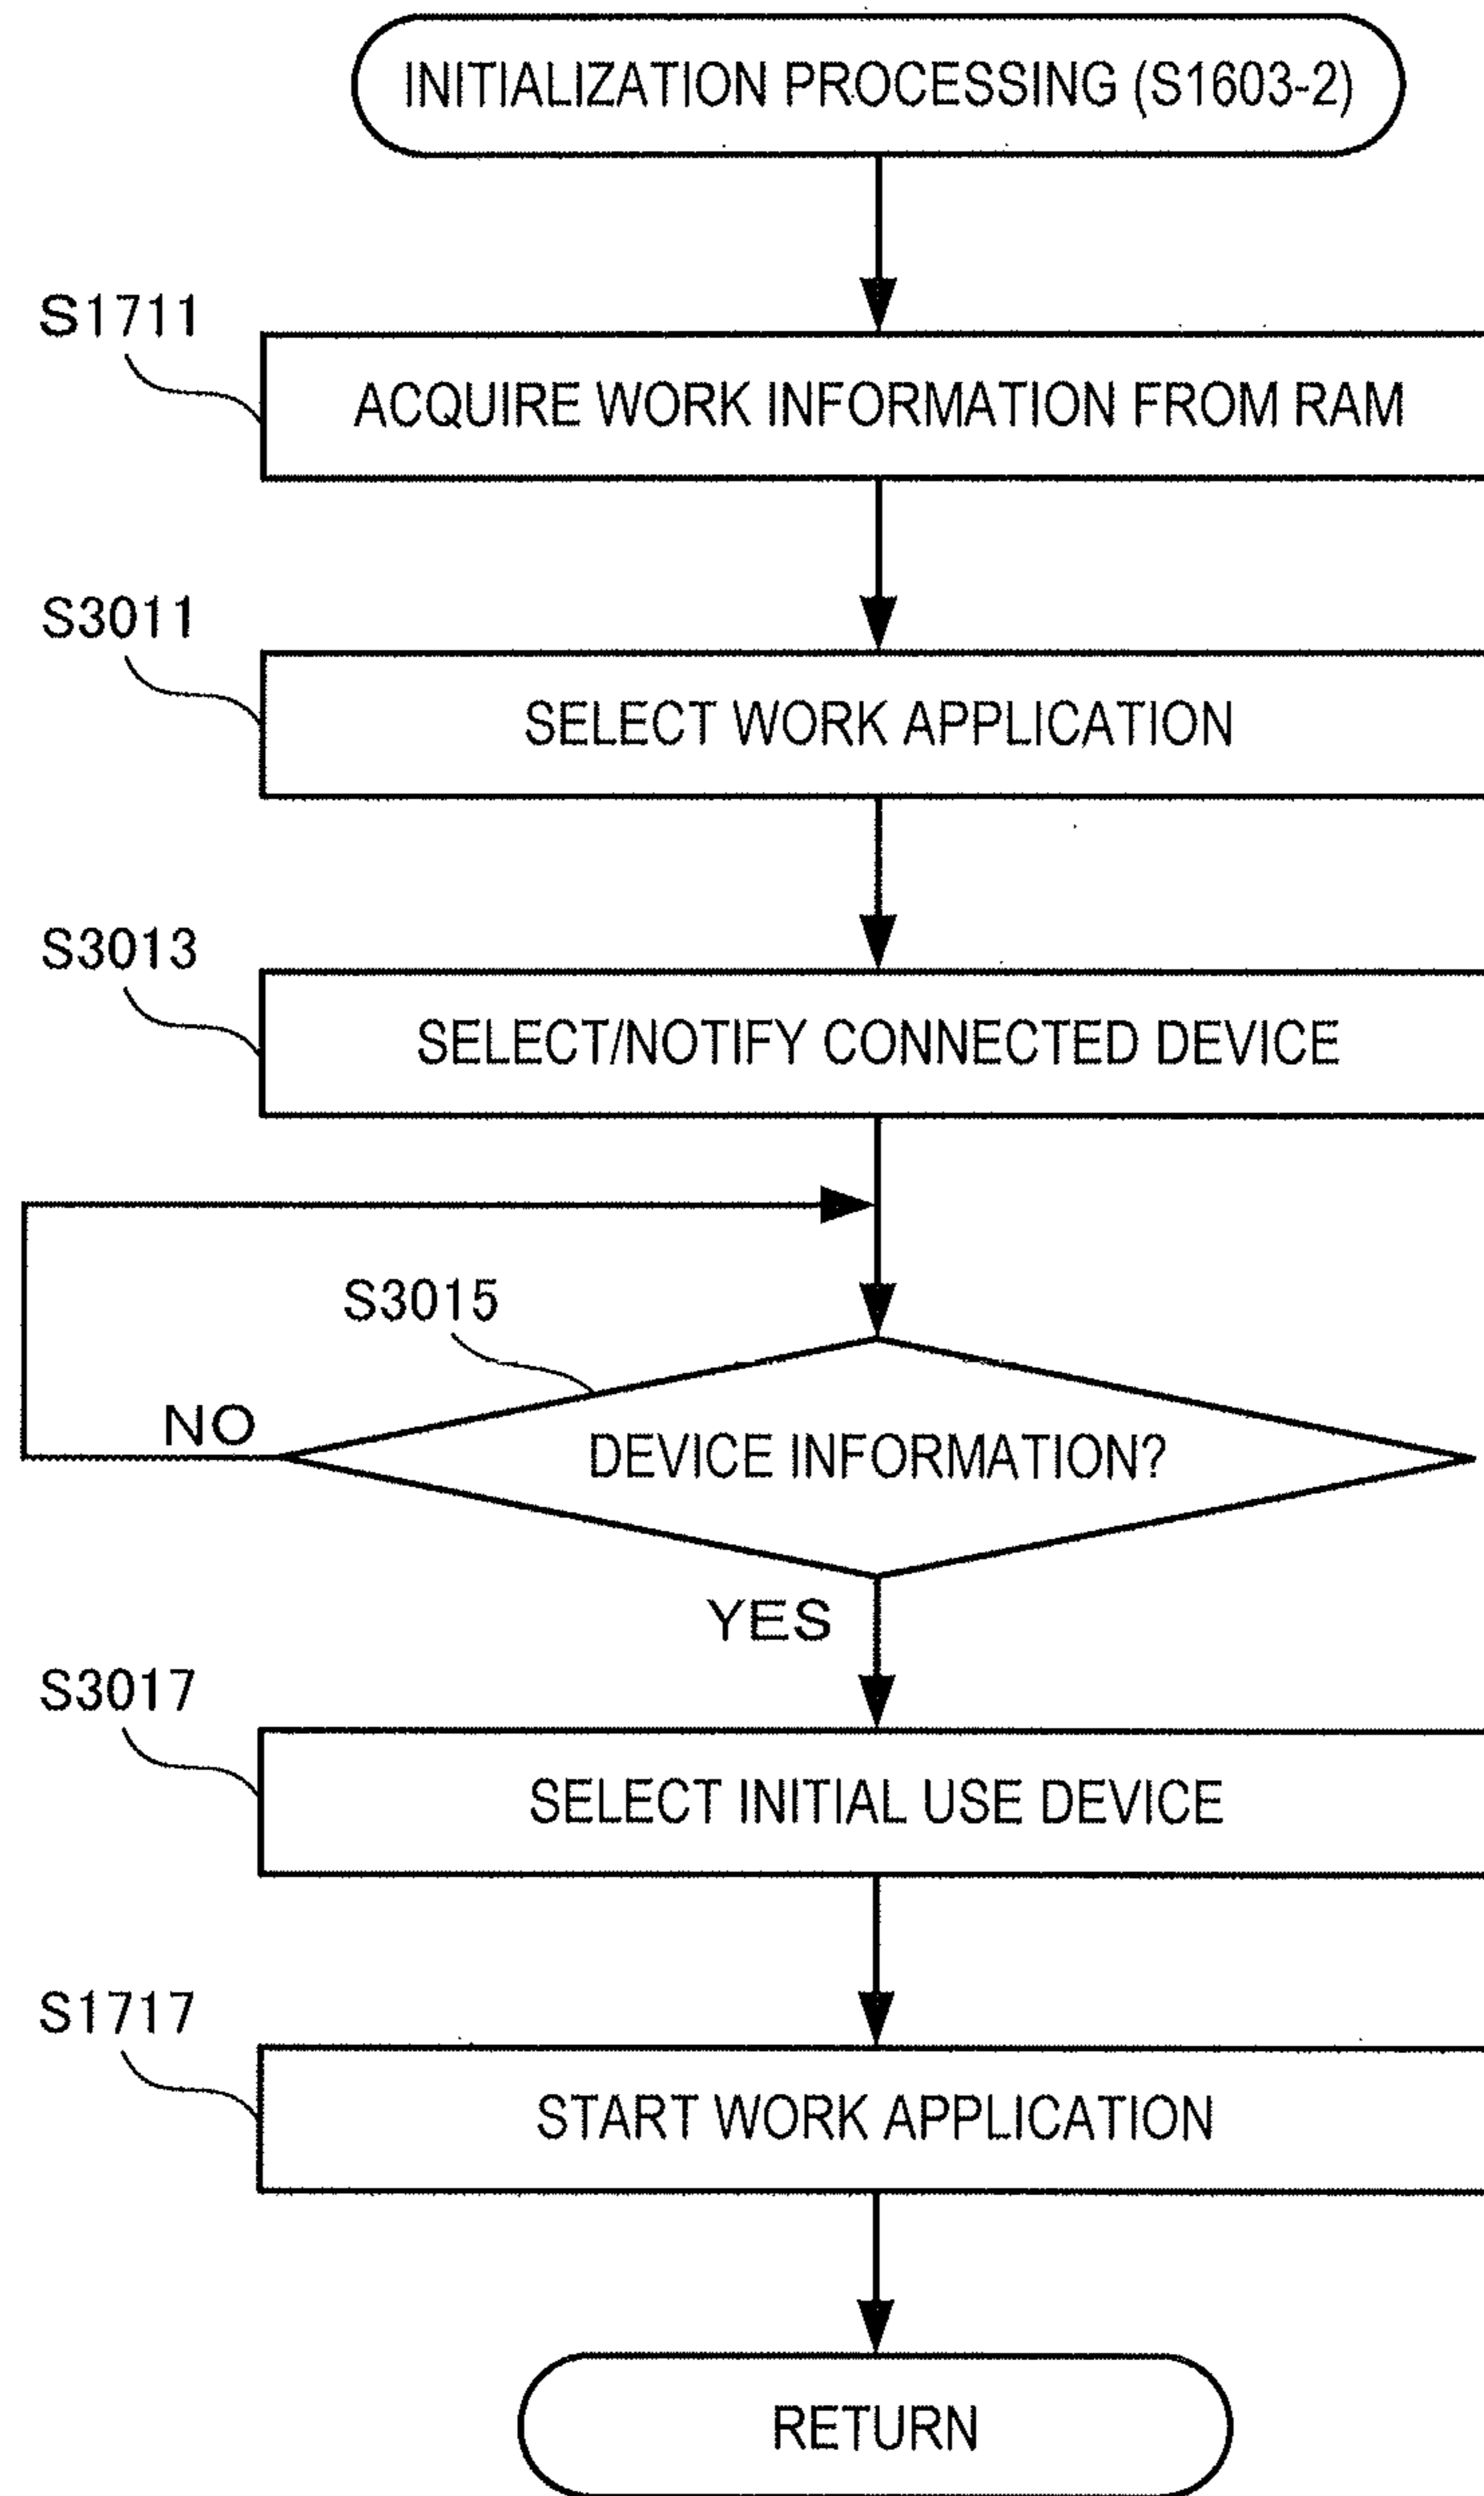 INITIALIZATION PROCESSING (S1603-2)
S1711
ACQUIRE WORK INFORMATION FROM RAM
S3011
SELECT WORK APPLICATION
S3013
SELECT/NOTIFY CONNECTED DEVICE
S3015
NO
DEVICE INFORMATION?
YES
S3017
SELECT INITIAL USE DEVICE
S1717
START WORK APPLICATION
RETURN